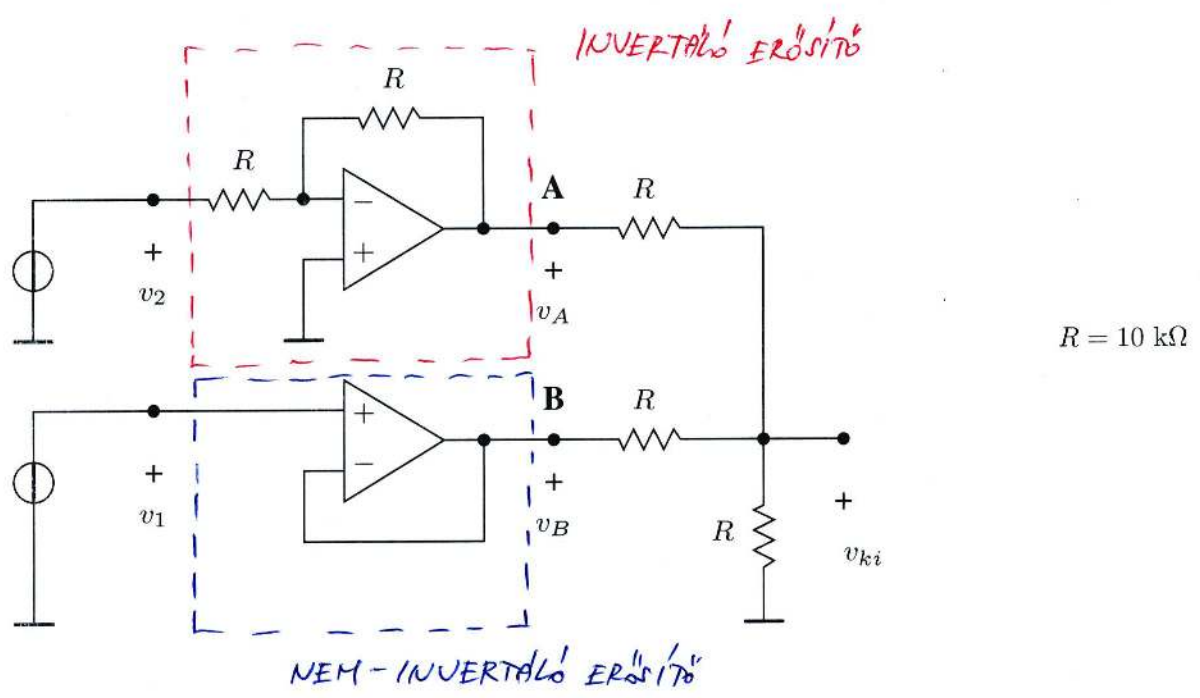 INVERTÁLÓ ERŐSÍTŐ
R
R
A
R
−
+
+
v2
+
vA
R = 10 kΩ
B
R
+
−
+
v1
+
vB
R
+
vki
NEM-INVERTÁLÓ ERŐSÍTŐ